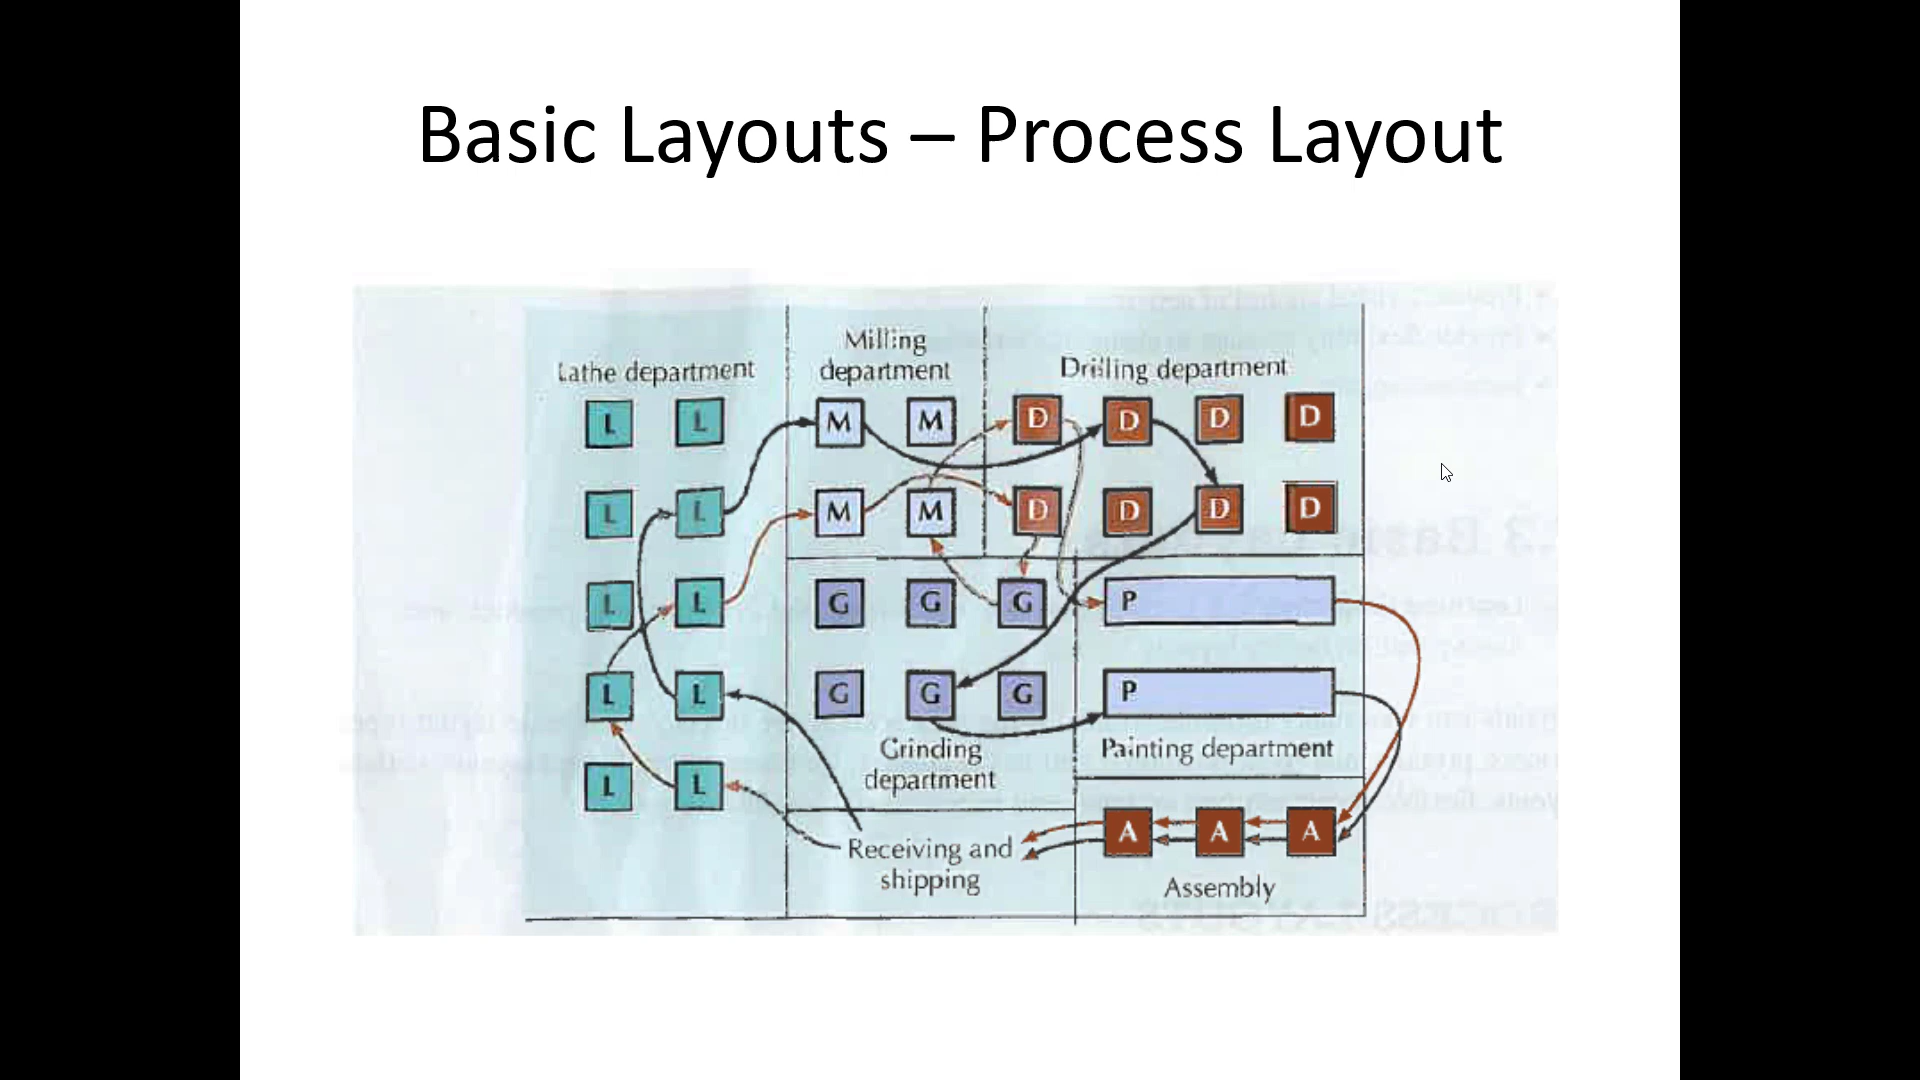 Basic Layouts – Process Layout
Lathe department
Milling
department
Drilling department
L L M M D D D D
L L M M D D D D
L L G G G P
L L G G G P
Grinding
department
Painting department
L L
Receiving and
shipping
A A A
Assembly